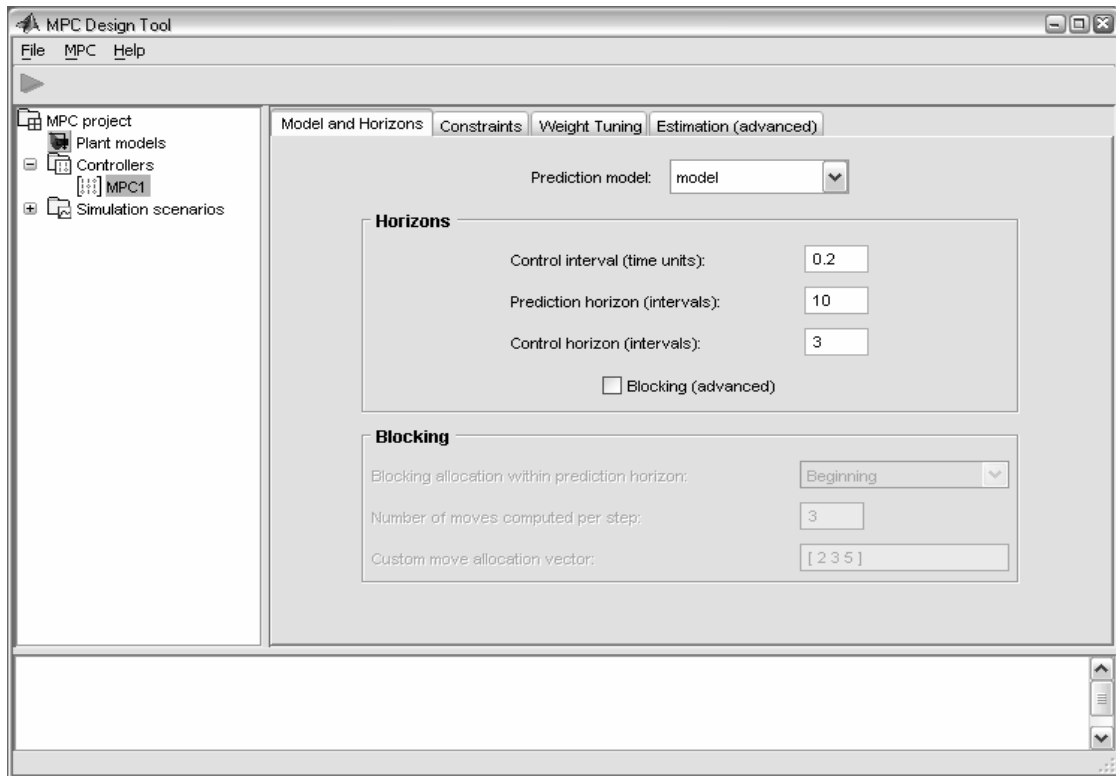 MPC Design Tool
File MPC Help
MPC project
Plant models
Controllers
MPC1
Simulation scenarios
Model and Horizons Constraints Weight Tuning Estimation (advanced)
Prediction model: model
Horizons
Control interval (time units): 0.2
Prediction horizon (intervals): 10
Control horizon (intervals): 3
Blocking (advanced)
Blocking
Blocking allocation within prediction horizon: Beginning
Number of moves computed per step: 3
Custom move allocation vector: [ 2 3 5 ]